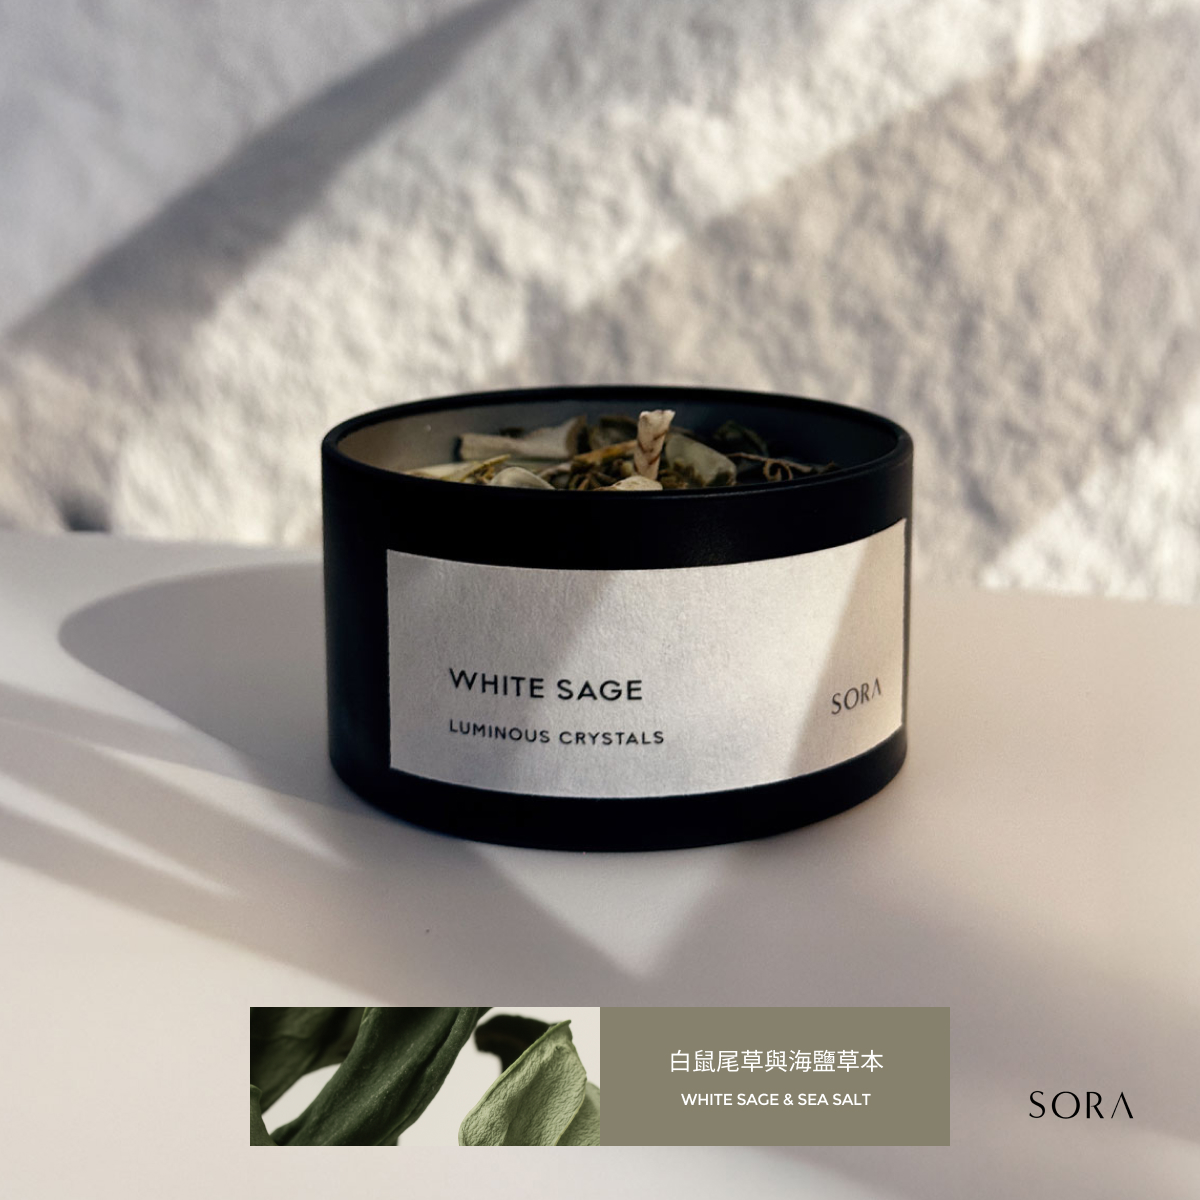 WHITE SAGE
LUMINOUS CRYSTALS
SORA
白鼠尾草與海鹽草本
WHITE SAGE & SEA SALT
SORA